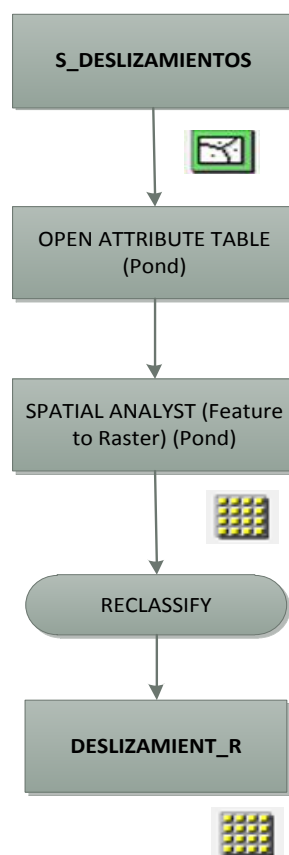 S_DESLIZAMIENTOS
OPEN ATTRIBUTE TABLE
(Pond)
SPATIAL ANALYST (Feature
to Raster) (Pond)
RECLASSIFY
DESLIZAMIENT_R